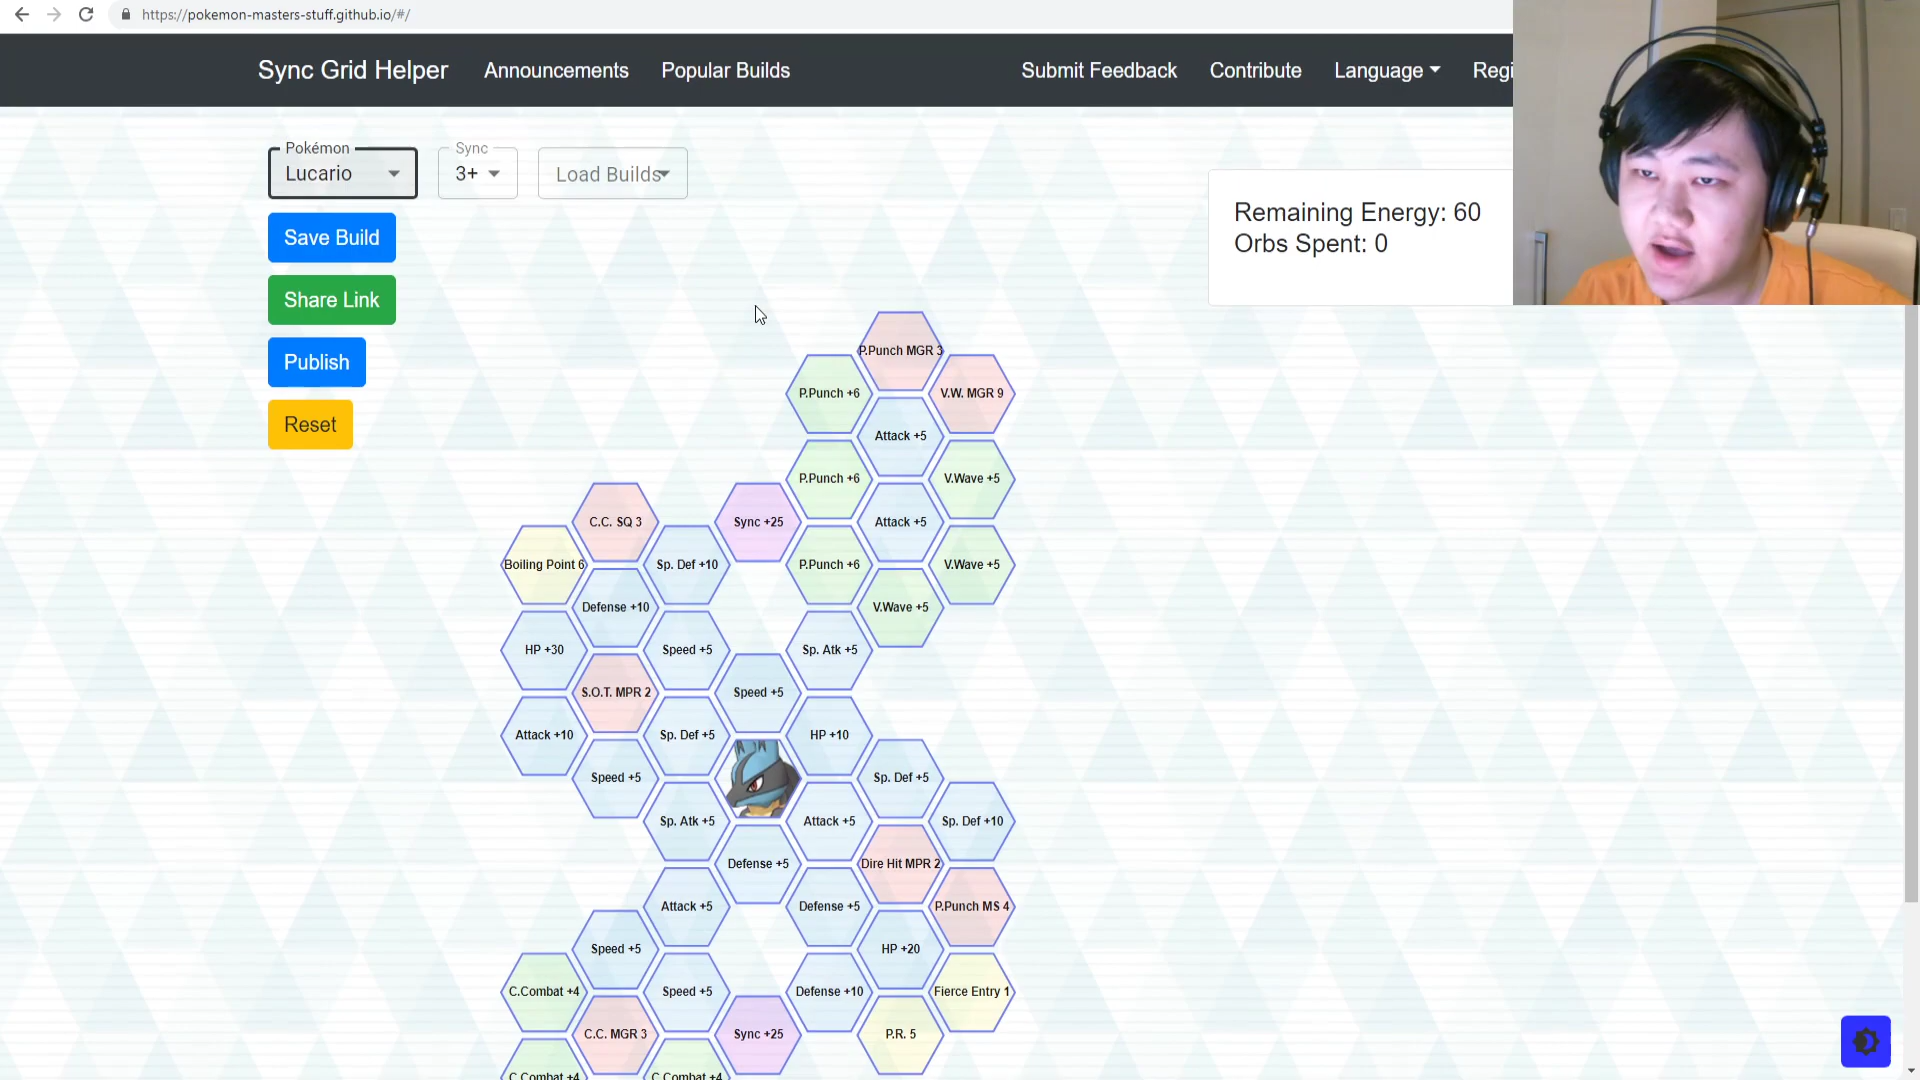 https://pokemon-masters-stuff.github.io/#/
Sync Grid Helper Announcements Popular Builds Submit Feedback Contribute Language Regi
Pokémon
Lucario
Sync
3+
Load Builds
Save Build
Share Link
Publish
Reset
Remaining Energy: 60
Orbs Spent: 0
P.Punch MGR 3
P.Punch +6
V.W. MGR 9
Attack +5
P.Punch +6
V.Wave +5
C.C. SQ 3
Sync +25
Attack +5
Boiling Point 6
Sp. Def +10
P.Punch +6
V.Wave +5
Defense +10
V.Wave +5
HP +30
Speed +5
Sp. Atk +5
S.O.T. MPR 2
Speed +5
Attack +10
Sp. Def +5
HP +10
Speed +5
Sp. Def +5
Sp. Atk +5
Attack +5
Sp. Def +10
Defense +5
Dire Hit MPR 2
Attack +5
Defense +5
P.Punch MS 4
Speed +5
HP +20
C.Combat +4
Speed +5
Defense +10
Fierce Entry 1
C.C. MGR 3
Sync +25
P.R. 5
C.Combat +4
C.Combat +4